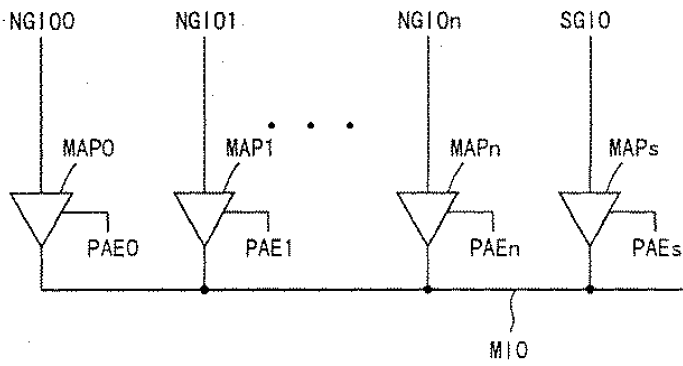 NGIO0 NGIO1 NGIOn SGIO
MAP0 MAP1 MAPn MAPs
PAE0 PAE1 PAEn PAEs
MIO